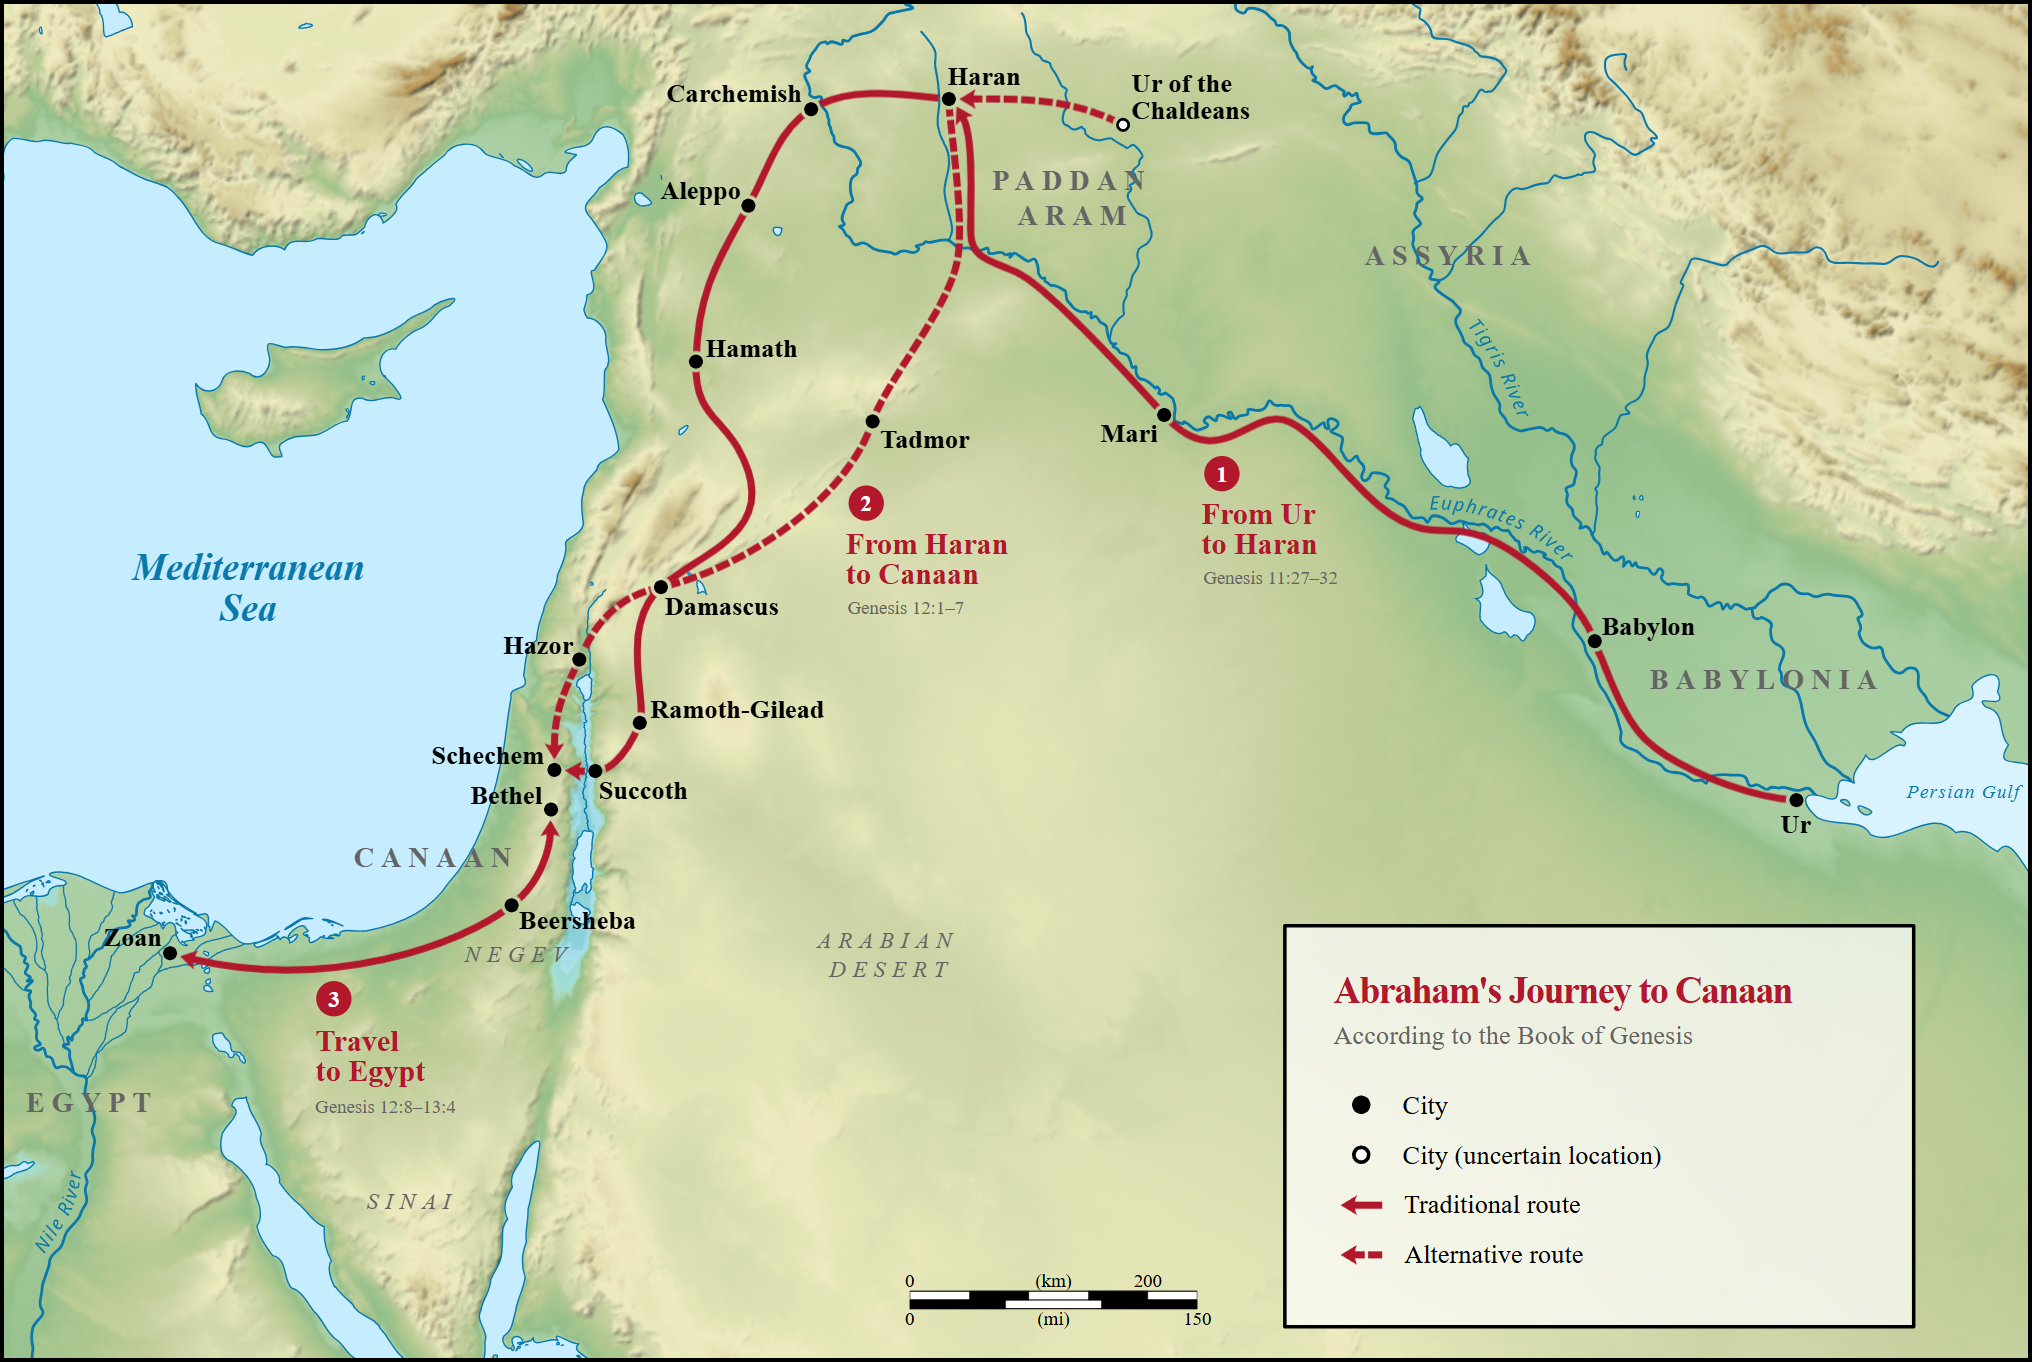 Haran
Carchemish
Ur of the
Chaldeans
Aleppo
PADDAN
ARAM
ASSYRIA
Hamath
Tigris River
Tadmor
Mari
1
From Ur
to Haran
Genesis 11:27–32
2
From Haran
to Canaan
Genesis 12:1–7
Euphrates River
Mediterranean
Sea
Damascus
Hazor
Babylon
BABYLONIA
Ramoth-Gilead
Schechem
Succoth
Bethel
Persian Gulf
Ur
CANAAN
Beersheba
Zoan
NEGEV
ARABIAN
DESERT
3
Travel
to Egypt
Genesis 12:8–13:4
EGYPT
Nile River
SINAI
Abraham's Journey to Canaan
According to the Book of Genesis
City
City (uncertain location)
Traditional route
Alternative route
0 (km) 200
0 (mi) 150